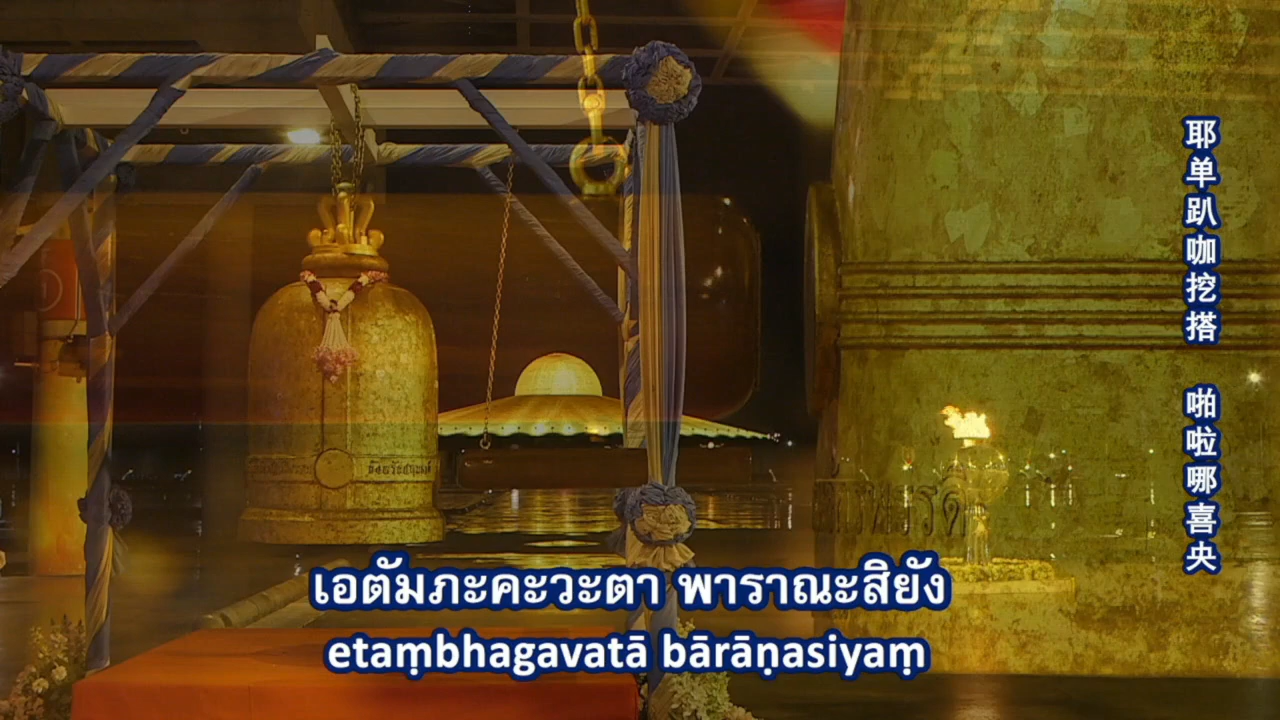 耶单趴咖挖搭 啪啦哪喜央
เอตัมภะคะวะตา พาราณะสิยัง
etaṃbhagavatā bārāṇasiyaṃ